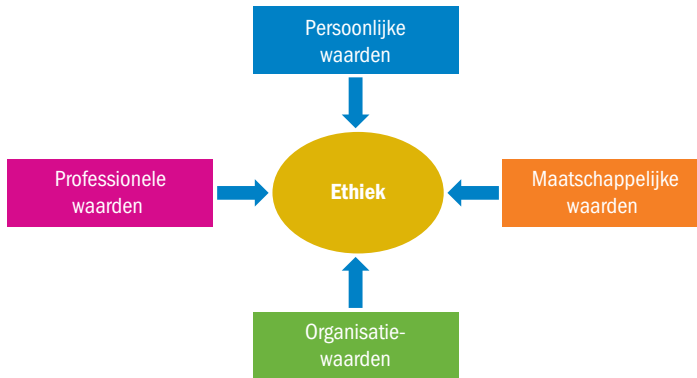 Persoonlijke
waarden
Professionele
waarden
Ethiek
Maatschappelijke
waarden
Organisatie-
waarden